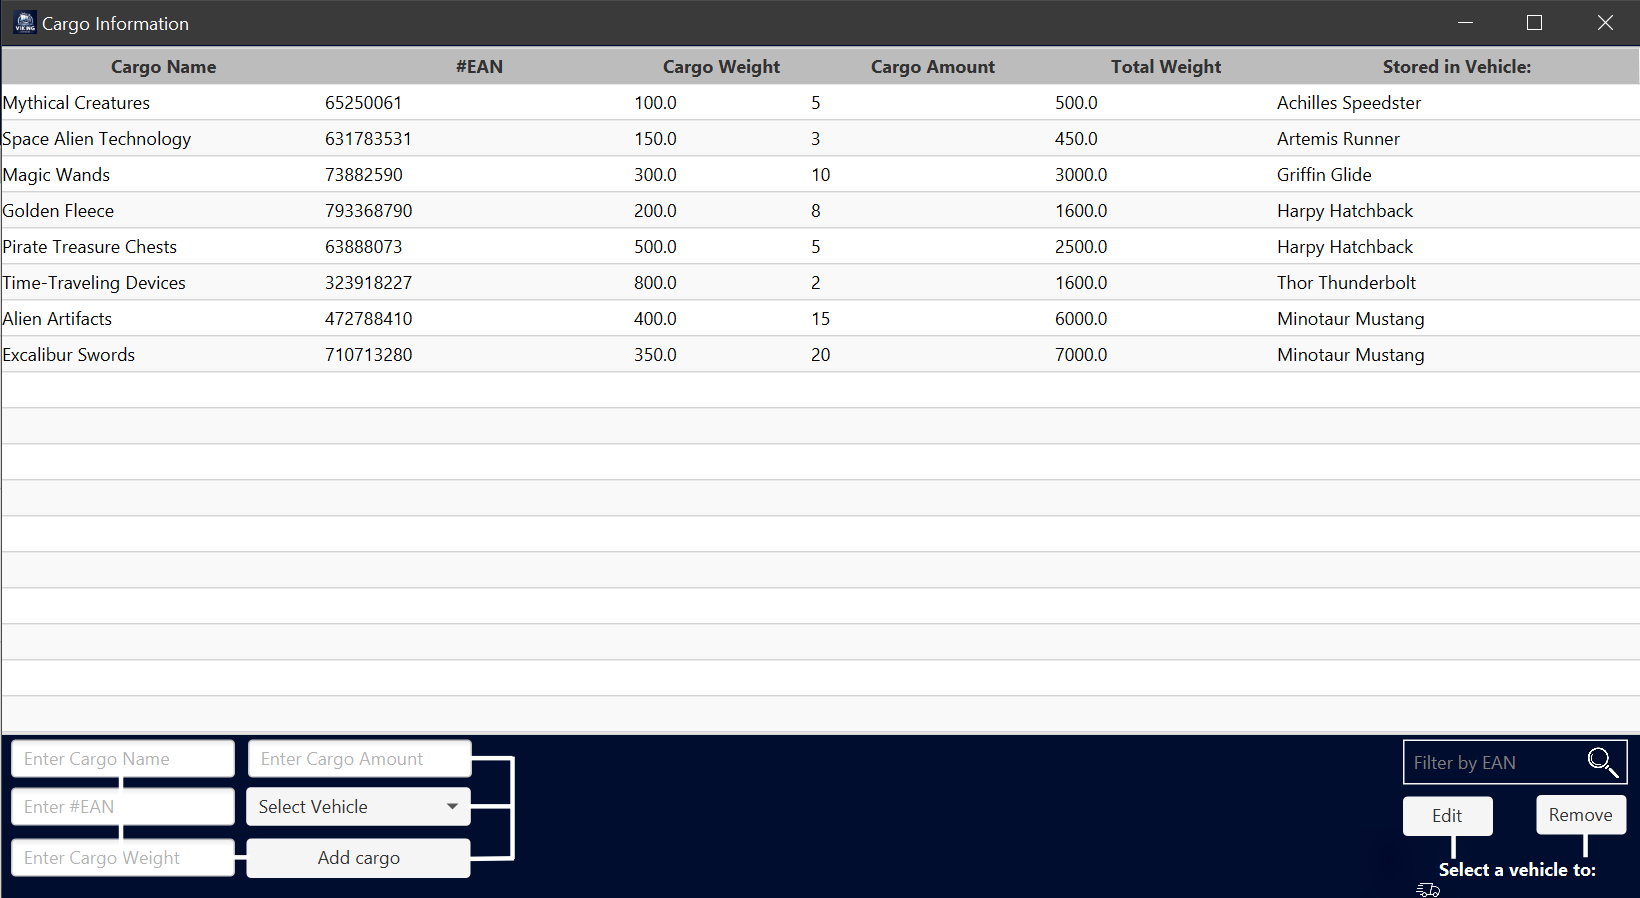 VIKING Cargo Information
Cargo Name #EAN Cargo Weight Cargo Amount Total Weight Stored in Vehicle:
Mythical Creatures 65250061 100.0 5 500.0 Achilles Speedster
Space Alien Technology 631783531 150.0 3 450.0 Artemis Runner
Magic Wands 73882590 300.0 10 3000.0 Griffin Glide
Golden Fleece 793368790 200.0 8 1600.0 Harpy Hatchback
Pirate Treasure Chests 63888073 500.0 5 2500.0 Harpy Hatchback
Time-Traveling Devices 323918227 800.0 2 1600.0 Thor Thunderbolt
Alien Artifacts 472788410 400.0 15 6000.0 Minotaur Mustang
Excalibur Swords 710713280 350.0 20 7000.0 Minotaur Mustang
Enter Cargo Name Enter Cargo Amount Filter by EAN
Enter #EAN Select Vehicle Edit Remove
Enter Cargo Weight Add cargo
Select a vehicle to: